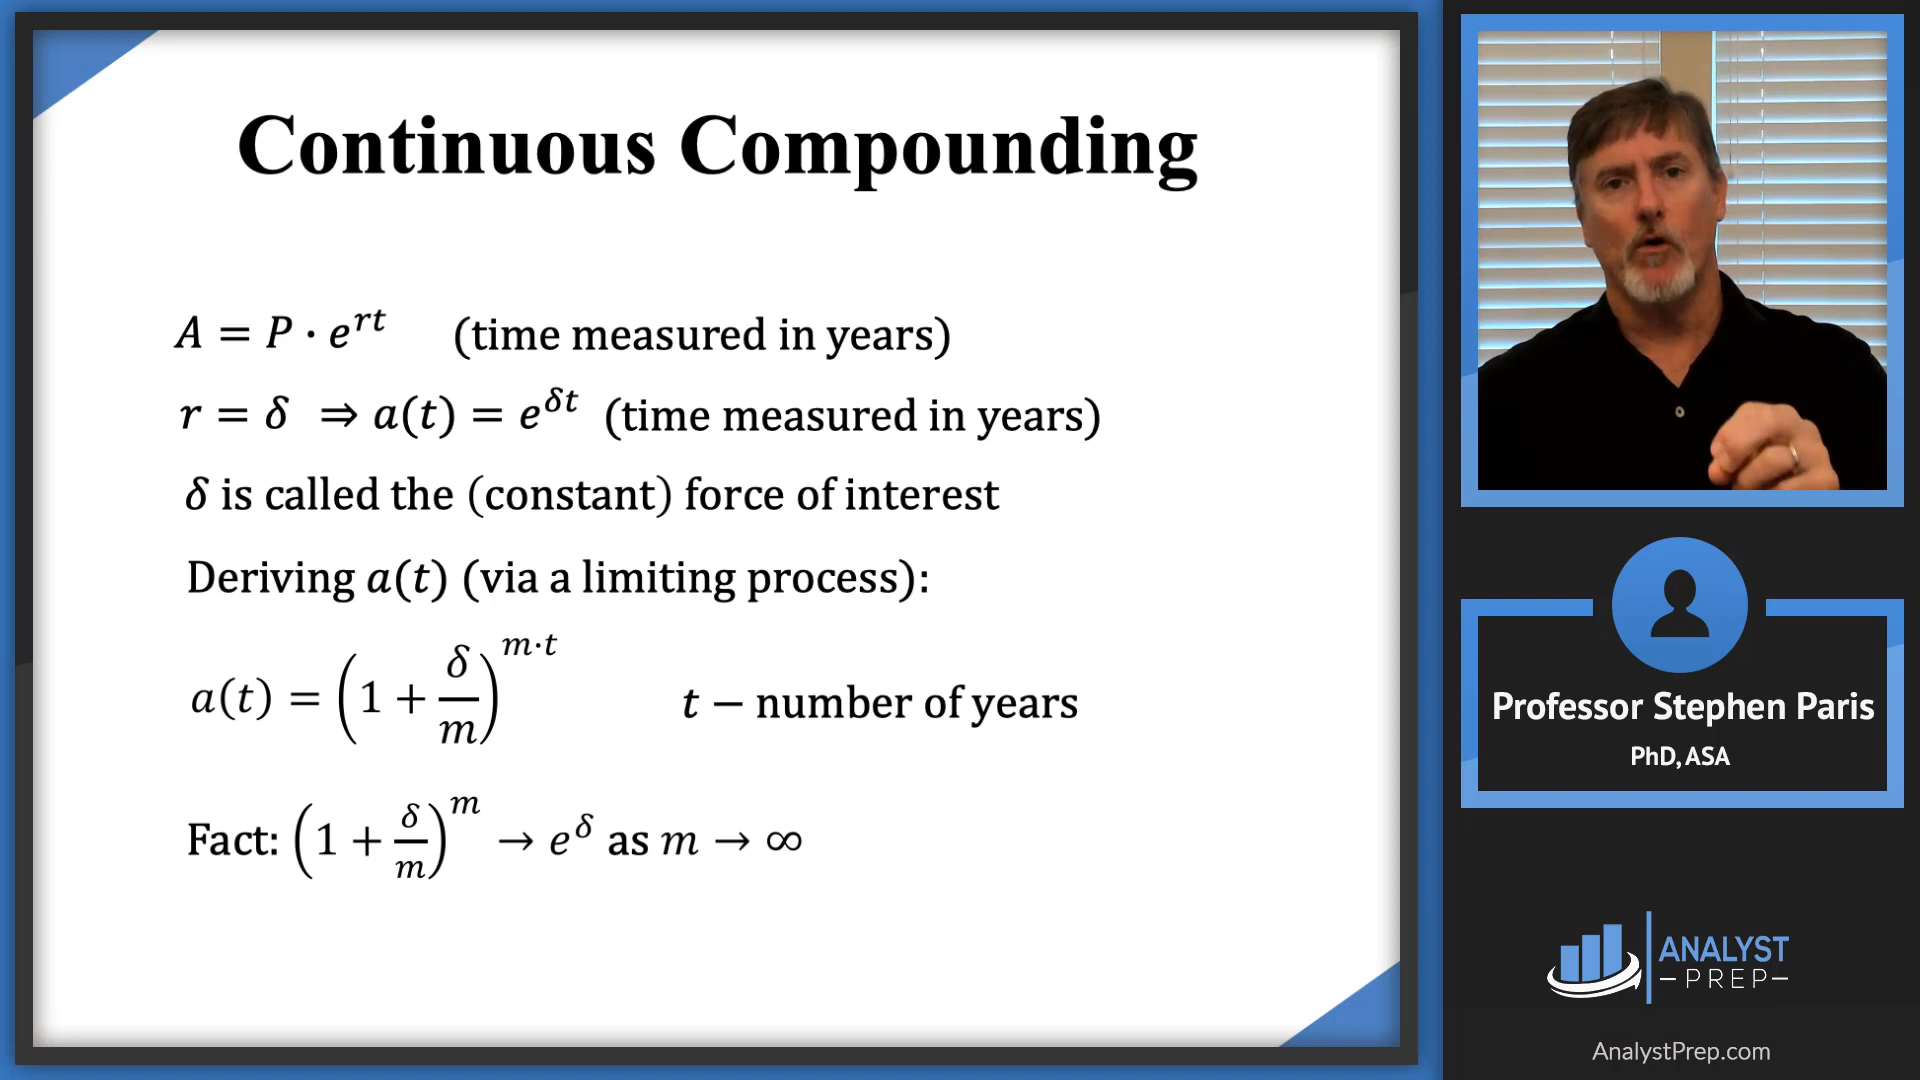 Continuous Compounding
A = P · e^{rt} (time measured in years)
r = δ ⇒ a(t) = e^{δt} (time measured in years)
δ is called the (constant) force of interest
Deriving a(t) (via a limiting process):
a(t) = (1 + δ/m)^{m·t} t − number of years
Fact: (1 + δ/m)^m → e^δ as m → ∞
Professor Stephen Paris
PhD, ASA
ANALYST
PREP
AnalystPrep.com